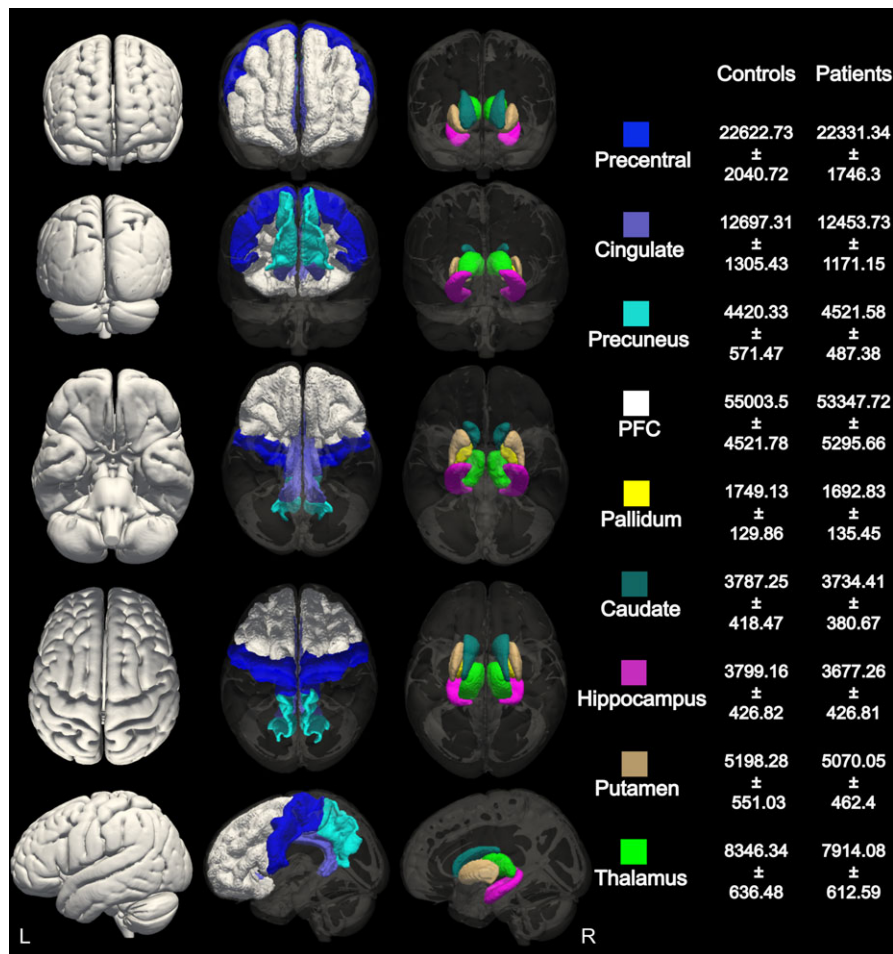 Controls Patients
22622.73 22331.34
Precentral ± ±
2040.72 1746.3
12697.31 12453.73
Cingulate ± ±
1305.43 1171.15
4420.33 4521.58
Precuneus ± ±
571.47 487.38
55003.5 53347.72
PFC ± ±
4521.78 5295.66
1749.13 1692.83
Pallidum ± ±
129.86 135.45
3787.25 3734.41
Caudate ± ±
418.47 380.67
3799.16 3677.26
Hippocampus ± ±
426.82 426.81
5198.28 5070.05
Putamen ± ±
551.03 462.4
8346.34 7914.08
Thalamus ± ±
636.48 612.59
L R